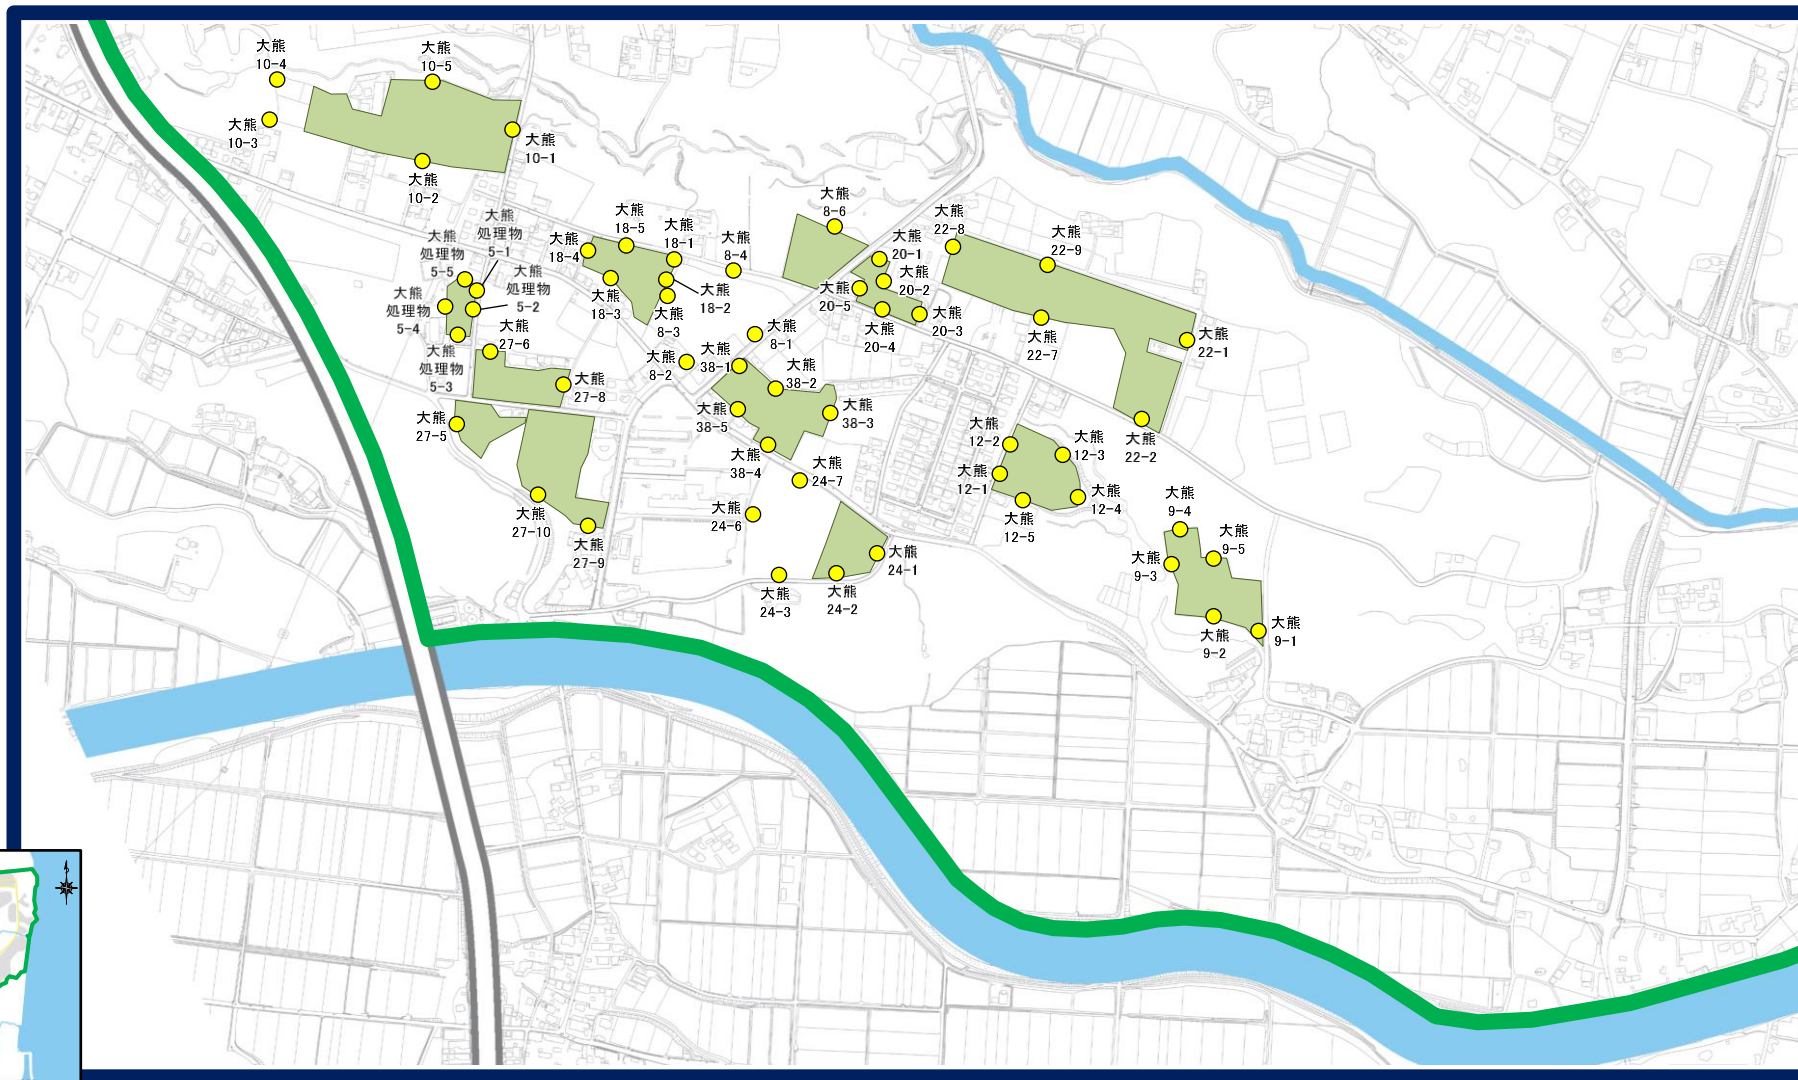 大熊
10-4
大熊
10-5
大熊
10-3
大熊
10-1
大熊
10-2
大熊
処理物
5-1
大熊
処理物
5-5
大熊
処理物
5-2
大熊
処理物
5-4
大熊
処理物
5-3
大熊
18-5
大熊
18-4
大熊
18-1
大熊
18-3
大熊
18-2
大熊
8-3
大熊
8-4
大熊
8-6
大熊
20-1
大熊
20-2
大熊
20-5
大熊
20-4
大熊
20-3
大熊
22-8
大熊
22-9
大熊
22-7
大熊
22-1
大熊
22-2
大熊
27-6
大熊
27-8
大熊
27-5
大熊
27-10
大熊
27-9
大熊
8-2
大熊
8-1
大熊
38-1
大熊
38-2
大熊
38-5
大熊
38-3
大熊
38-4
大熊
24-7
大熊
24-6
大熊
24-1
大熊
24-3
大熊
24-2
大熊
12-2
大熊
12-3
大熊
12-1
大熊
12-4
大熊
12-5
大熊
9-4
大熊
9-5
大熊
9-3
大熊
9-2
大熊
9-1